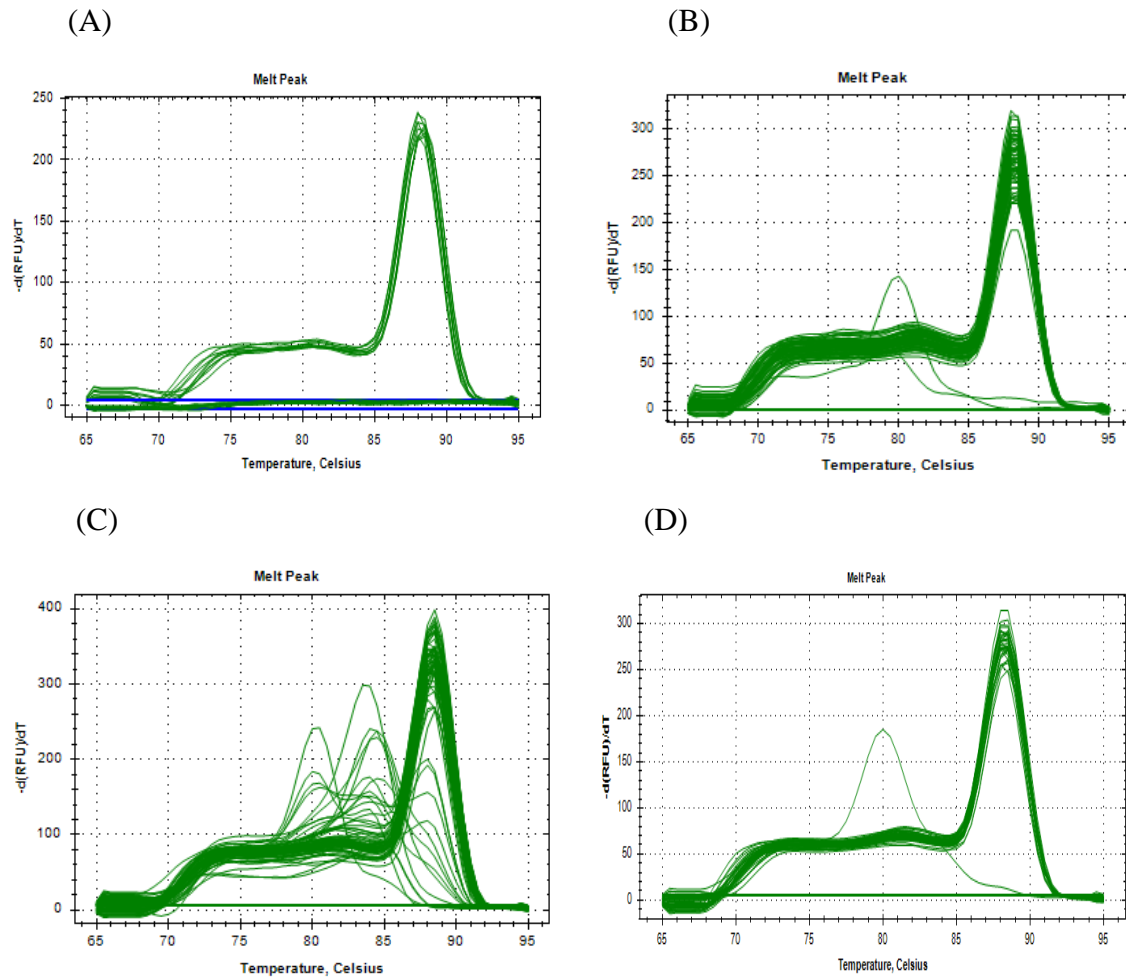 (A)
Melt Peak
250
200
150
100
50
0
-d(RFU)/dT
65 70 75 80 85 90 95
Temperature, Celsius
(B)
Melt Peak
300
250
200
150
100
50
0
-d(RFU)/dT
65 70 75 80 85 90 95
Temperature, Celsius
(C)
Melt Peak
400
300
200
100
0
-d(RFU)/dT
65 70 75 80 85 90 95
Temperature, Celsius
(D)
Melt Peak
300
250
200
150
100
50
0
-d(RFU)/dT
65 70 75 80 85 90 95
Temperature, Celsius